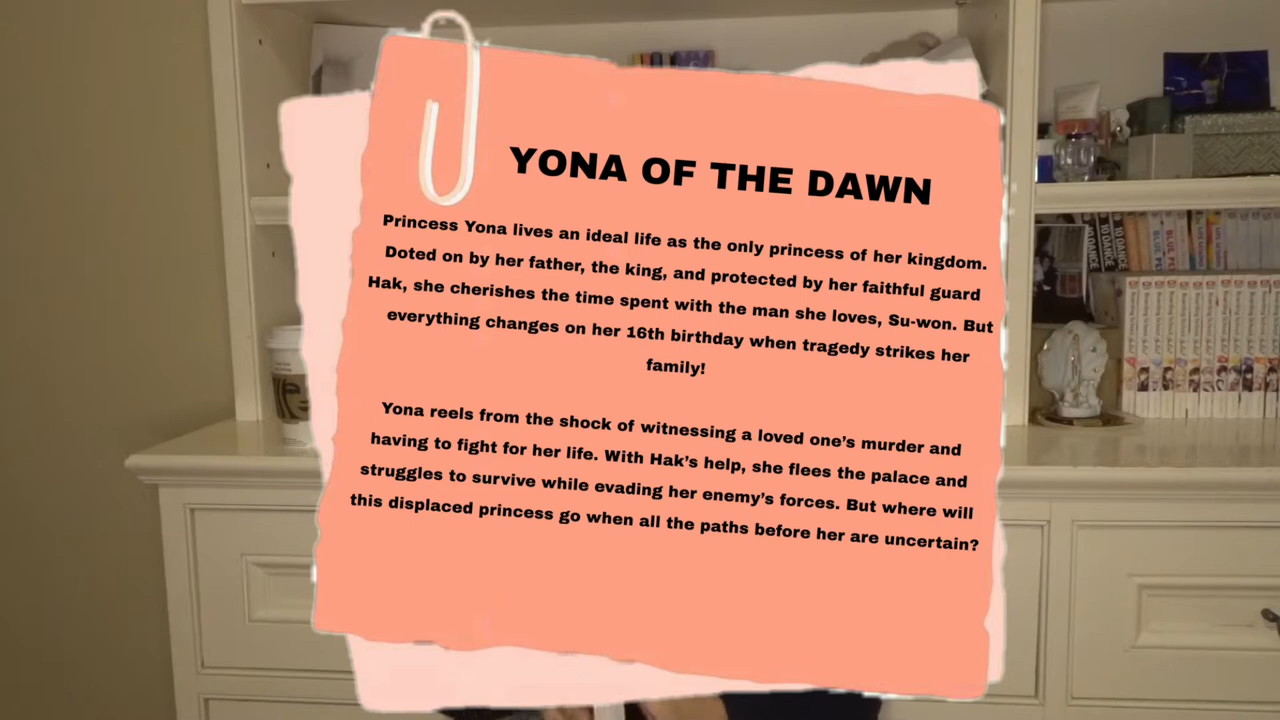 YONA OF THE DAWN
Princess Yona lives an ideal life as the only princess of her kingdom.
Doted on by her father, the king, and protected by her faithful guard
Hak, she cherishes the time spent with the man she loves, Su-won. But
everything changes on her 16th birthday when tragedy strikes her
family!
Yona reels from the shock of witnessing a loved one's murder and
having to fight for her life. With Hak's help, she flees the palace and
struggles to survive while evading her enemy's forces. But where will
this displaced princess go when all the paths before her are uncertain?
10 DANCE
10 DANCE